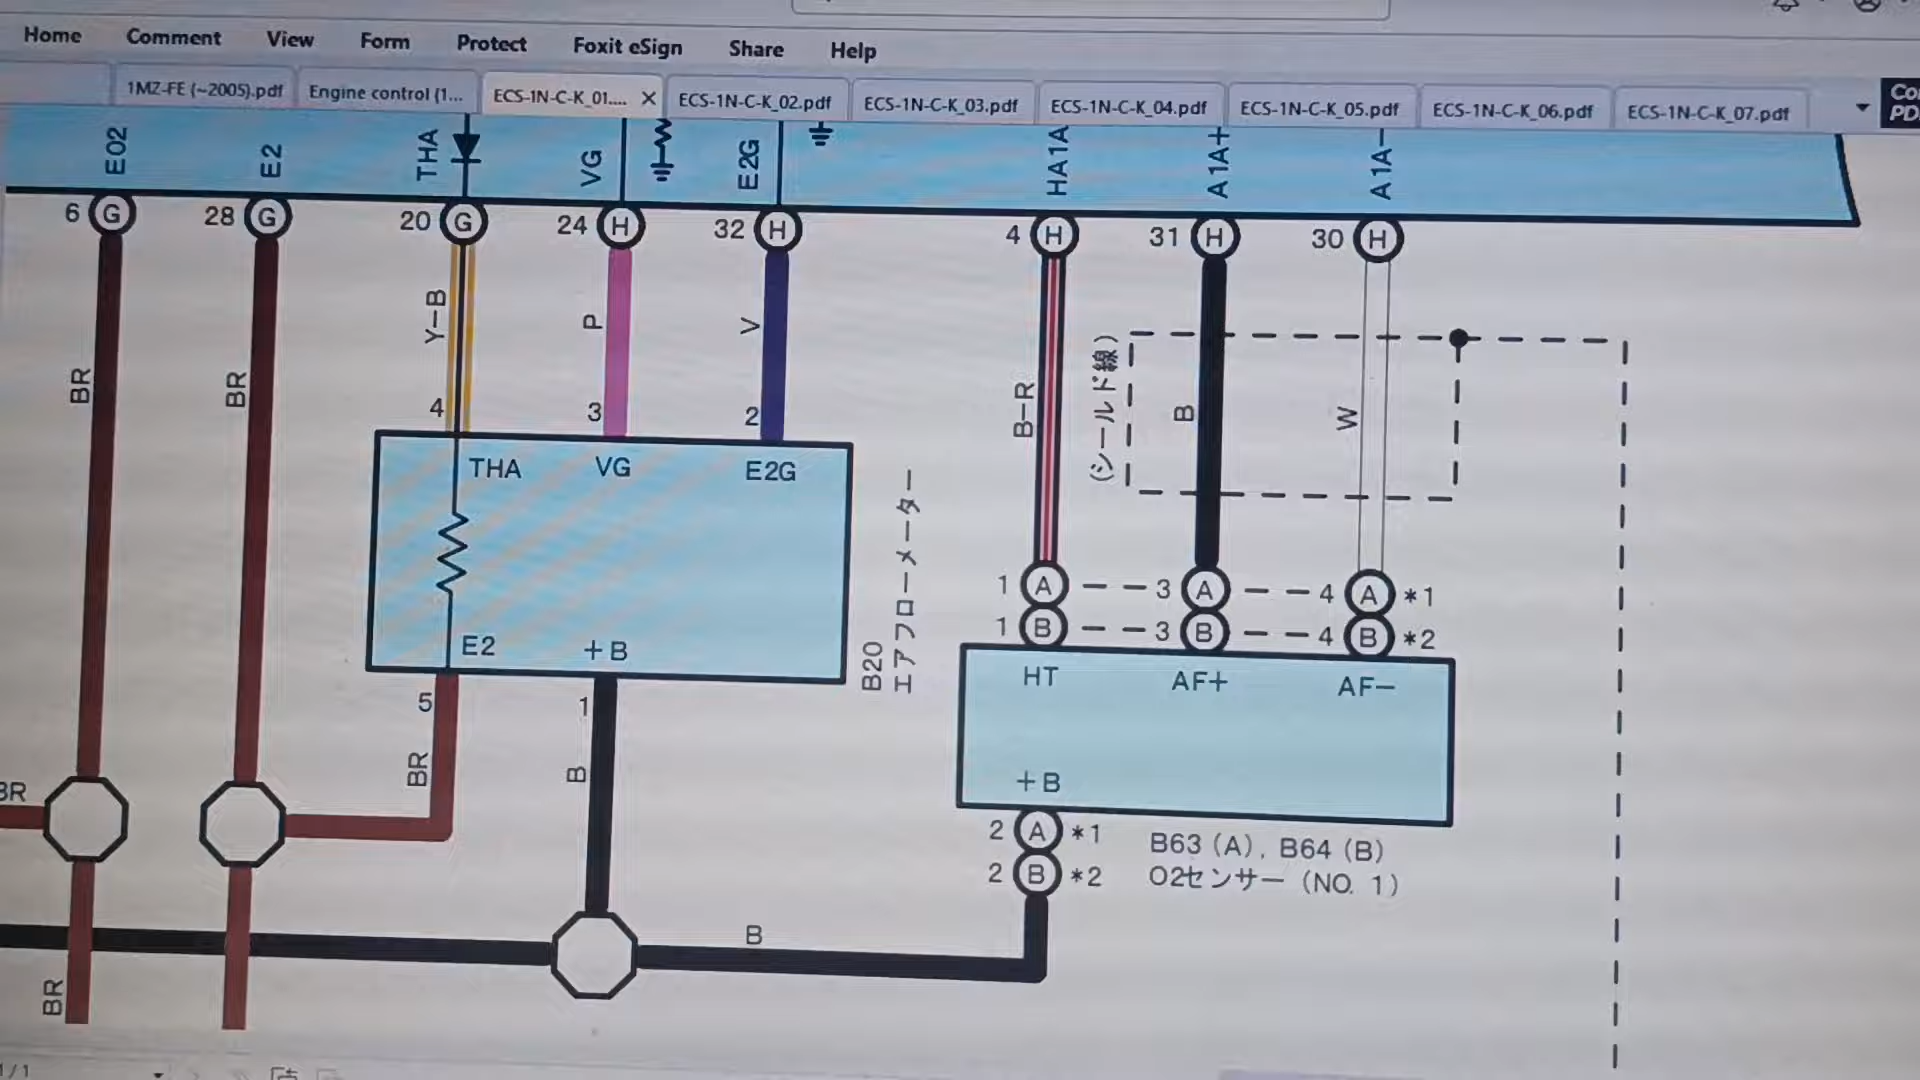 Home Comment View Form Protect Foxit eSign Share Help
1MZ-FE (~2005).pdf Engine control (1... ECS-1N-C-K_01.... × ECS-1N-C-K_02.pdf ECS-1N-C-K_03.pdf ECS-1N-C-K_04.pdf ECS-1N-C-K_05.pdf ECS-1N-C-K_06.pdf ECS-1N-C-K_07.pdf
E02 E2 THA VG E2G HA1A A1A+ A1A−
6 G 28 G 20 G 24 H 32 H 4 H 31 H 30 H
BR BR Y−B P V B−R (シールド線) B W
4 3 2
THA VG E2G
E2 +B
B20
エアフローメーター
1 A 3 A 4 A *1
1 B 3 B 4 B *2
HT AF+ AF−
+B
5 1
BR B
2 A *1
2 B *2
B63 (A), B64 (B)
O2センサー (NO. 1)
BR
B
BR
1/1